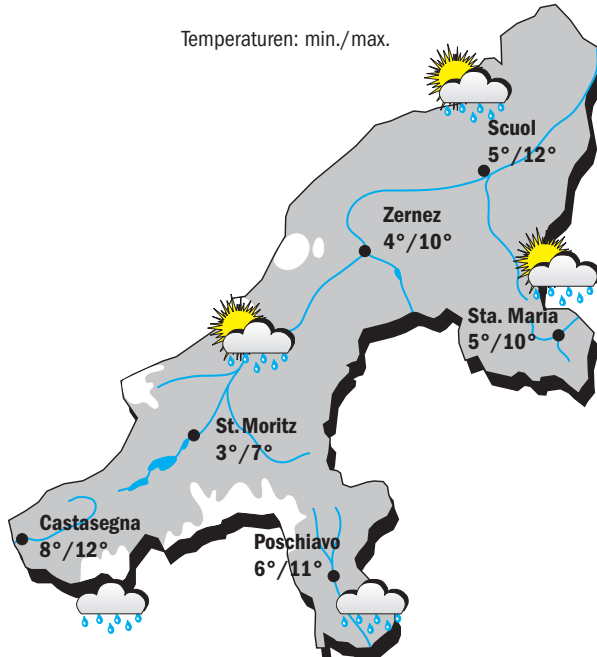 Temperaturen: min./max.
Scuol
5°/12°
Zernez
4°/10°
Sta. Maria
5°/10°
St. Moritz
3°/7°
Castasegna
8°/12°
Poschiavo
6°/11°